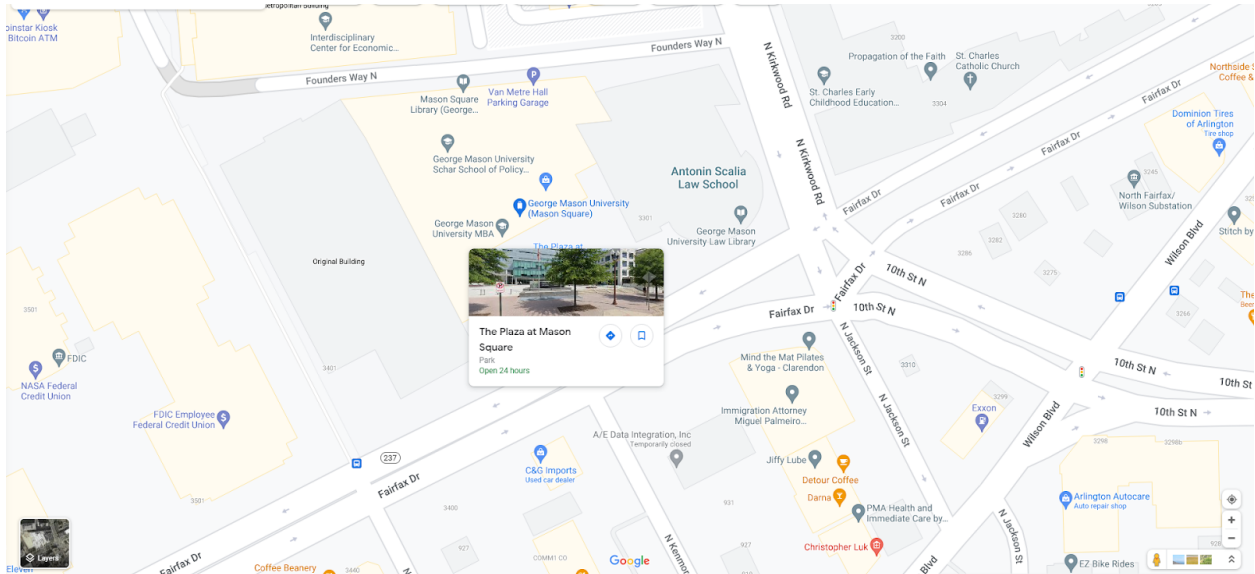 etropolitan Building
oinstar Kiosk
Bitcoin ATM
Interdisciplinary
Center for Economic...
Founders Way N
Founders Way N
N Kirkwood Rd
3200
Propagation of the Faith
St. Charles
Catholic Church
Northside S
Coffee &
St. Charles Early
Childhood Education...
3304
Fairfax Dr
Mason Square
Library (George...
Van Metre Hall
Parking Garage
Dominion Tires
of Arlington
Tire shop
Fairfax Dr
N Kirkwood Rd
George Mason University
Schar School of Policy...
Antonin Scalia
Law School
3245
North Fairfax/
Wilson Substation
Fairfax Dr
Fairfax Dr
George Mason University
(Mason Square)
3201
3280
George Mason
University MBA
George Mason
University Law Library
Stitch by
Wilson Blvd
3282
3286
The Plaza at
Original Building
10th St N
3275
Fairfax Dr
The
Beer
3501
Fairfax Dr
10th St N
3266
The Plaza at Mason
Square
Park
Open 24 hours
FDIC
3401
NASA Federal
Credit Union
Mind the Mat Pilates
& Yoga - Clarendon
N Jackson St
3310
10th St N
10th St
FDIC Employee
Federal Credit Union
Immigration Attorney
Miguel Palmeiro...
3299
Exxon
10th St N
Wilson Blvd
A/E Data Integration, Inc
Temporarily closed
N Jackson St
3298
3298b
237
C&G Imports
Used car dealer
Jiffy Lube
Detour Coffee
Darna
Fairfax Dr
3501
3400
931
PMA Health and
Immediate Care by...
Arlington Autocare
Auto repair shop
N Jackson St
Layers
927
COMM1 CO
Christopher Luk
927
928
Fairfax Dr
Eleven
Coffee Beanery
3440
Google
N Kenmo
Blvd
EZ Bike Rides